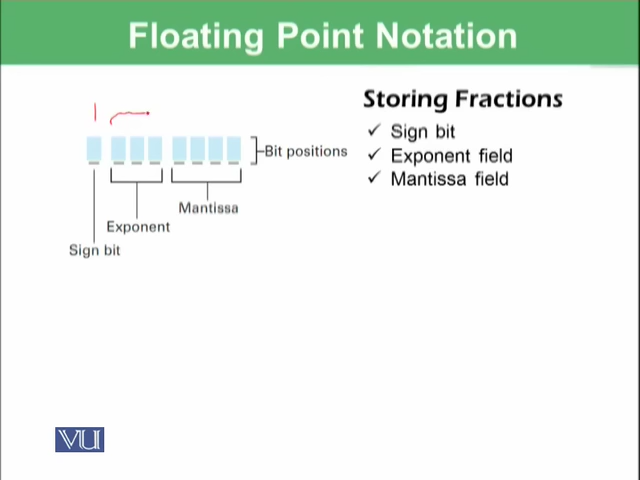 Floating Point Notation
Storing Fractions
✓ Sign bit
✓ Exponent field
✓ Mantissa field
Bit positions
Mantissa
Exponent
Sign bit
VU